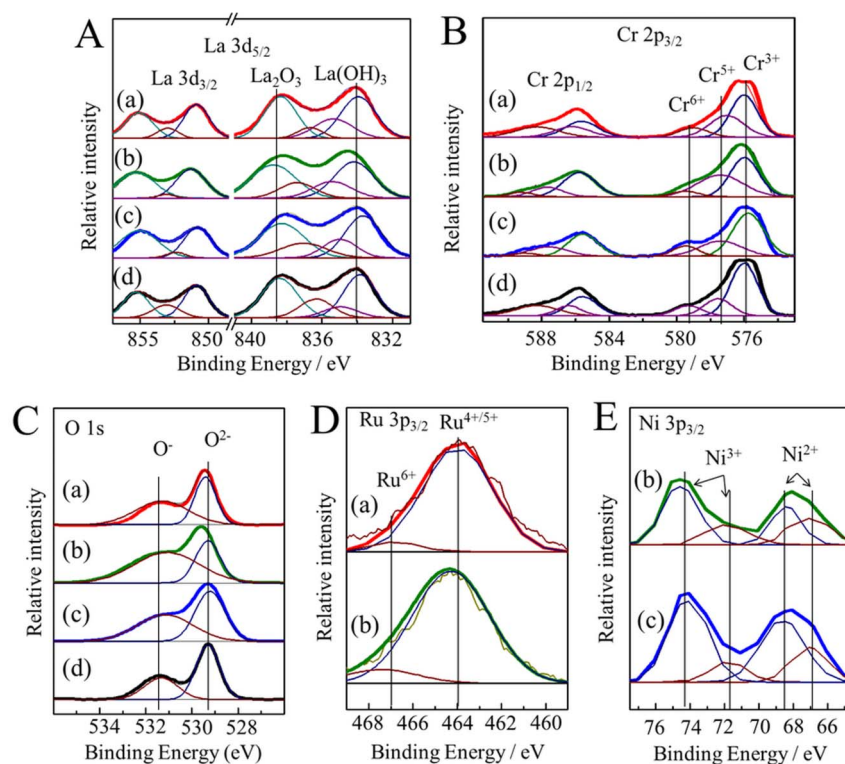 A
La 3d5/2
La 3d3/2
La2O3
La(OH)3
(a)
(b)
(c)
(d)
Relative intensity
855 850 840 836 832
Binding Energy / eV
B
Cr 2p3/2
Cr 2p1/2
Cr6+
Cr5+
Cr3+
(a)
(b)
(c)
(d)
Relative intensity
588 584 580 576
Binding Energy / eV
C
O 1s
O-
O2-
(a)
(b)
(c)
(d)
Relative intensity
534 531 528
Binding Energy (eV)
D
Ru 3p3/2
Ru4+/5+
Ru6+
(a)
(b)
Relative intensity
468 466 464 462 460
Binding Energy / eV
E
Ni 3p3/2
Ni3+
Ni2+
(b)
(c)
Relative intensity
76 74 72 70 68 66
Binding Energy / eV